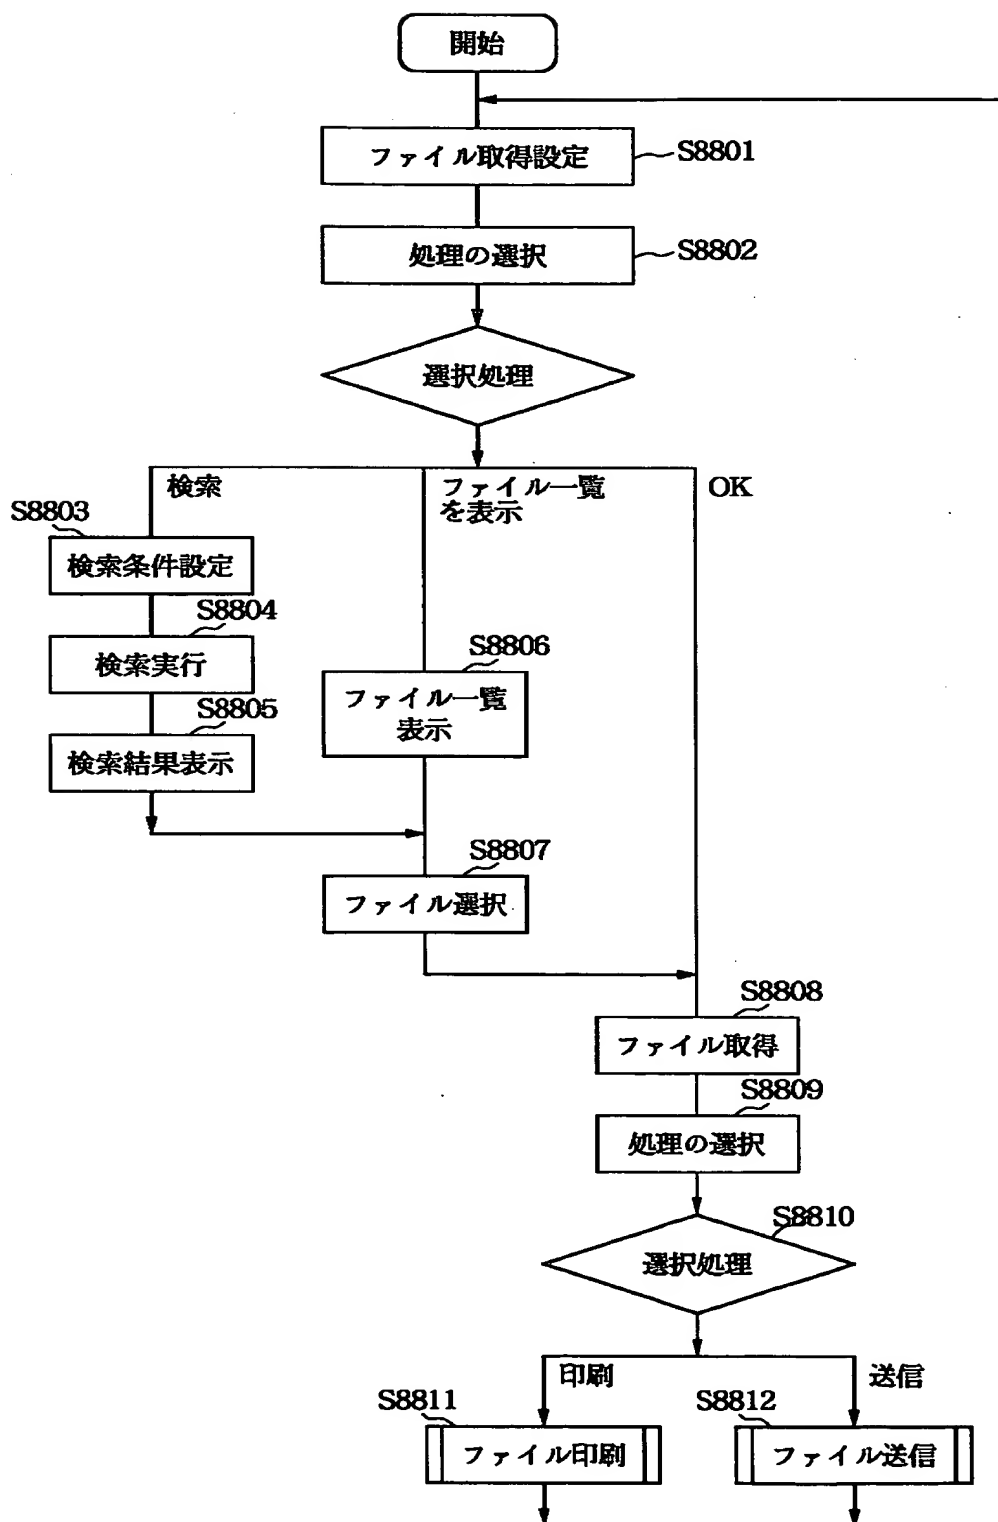 開始
ファイル取得設定
S8801
処理の選択
S8802
選択処理
検索
ファイル一覧
を表示
OK
S8803
検索条件設定
S8804
検索実行
S8805
検索結果表示
S8806
ファイル一覧
表示
S8807
ファイル選択
S8808
ファイル取得
S8809
処理の選択
S8810
選択処理
印刷
送信
S8811
ファイル印刷
S8812
ファイル送信